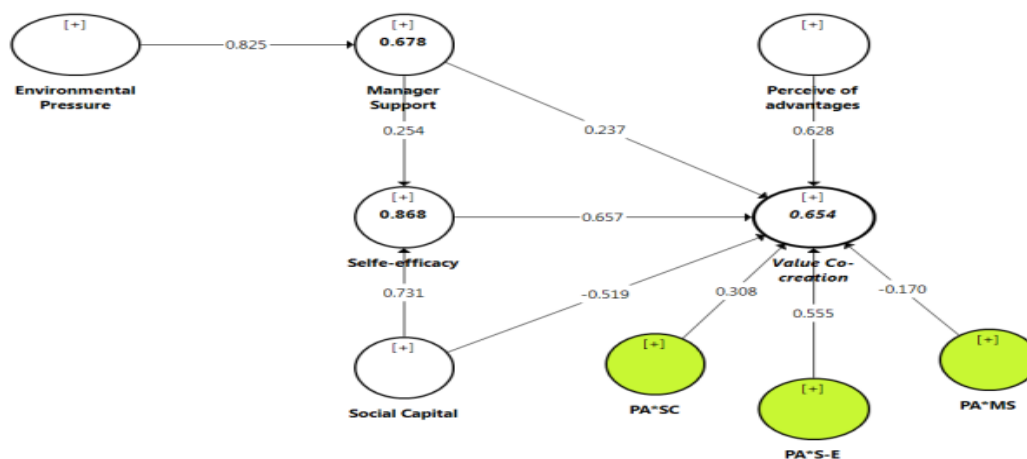 [+]
[+]
0.678
[+]
0.825
Environmental
Pressure
Manager
Support
Perceive of
advantages
0.254
0.237
0.628
[+]
0.868
[+]
0.654
0.657
Selfe-efficacy
Value Co-
creation
0.731
-0.519
0.308
0.555
-0.170
[+]
[+]
[+]
[+]
Social Capital
PA*SC
PA*S-E
PA*MS